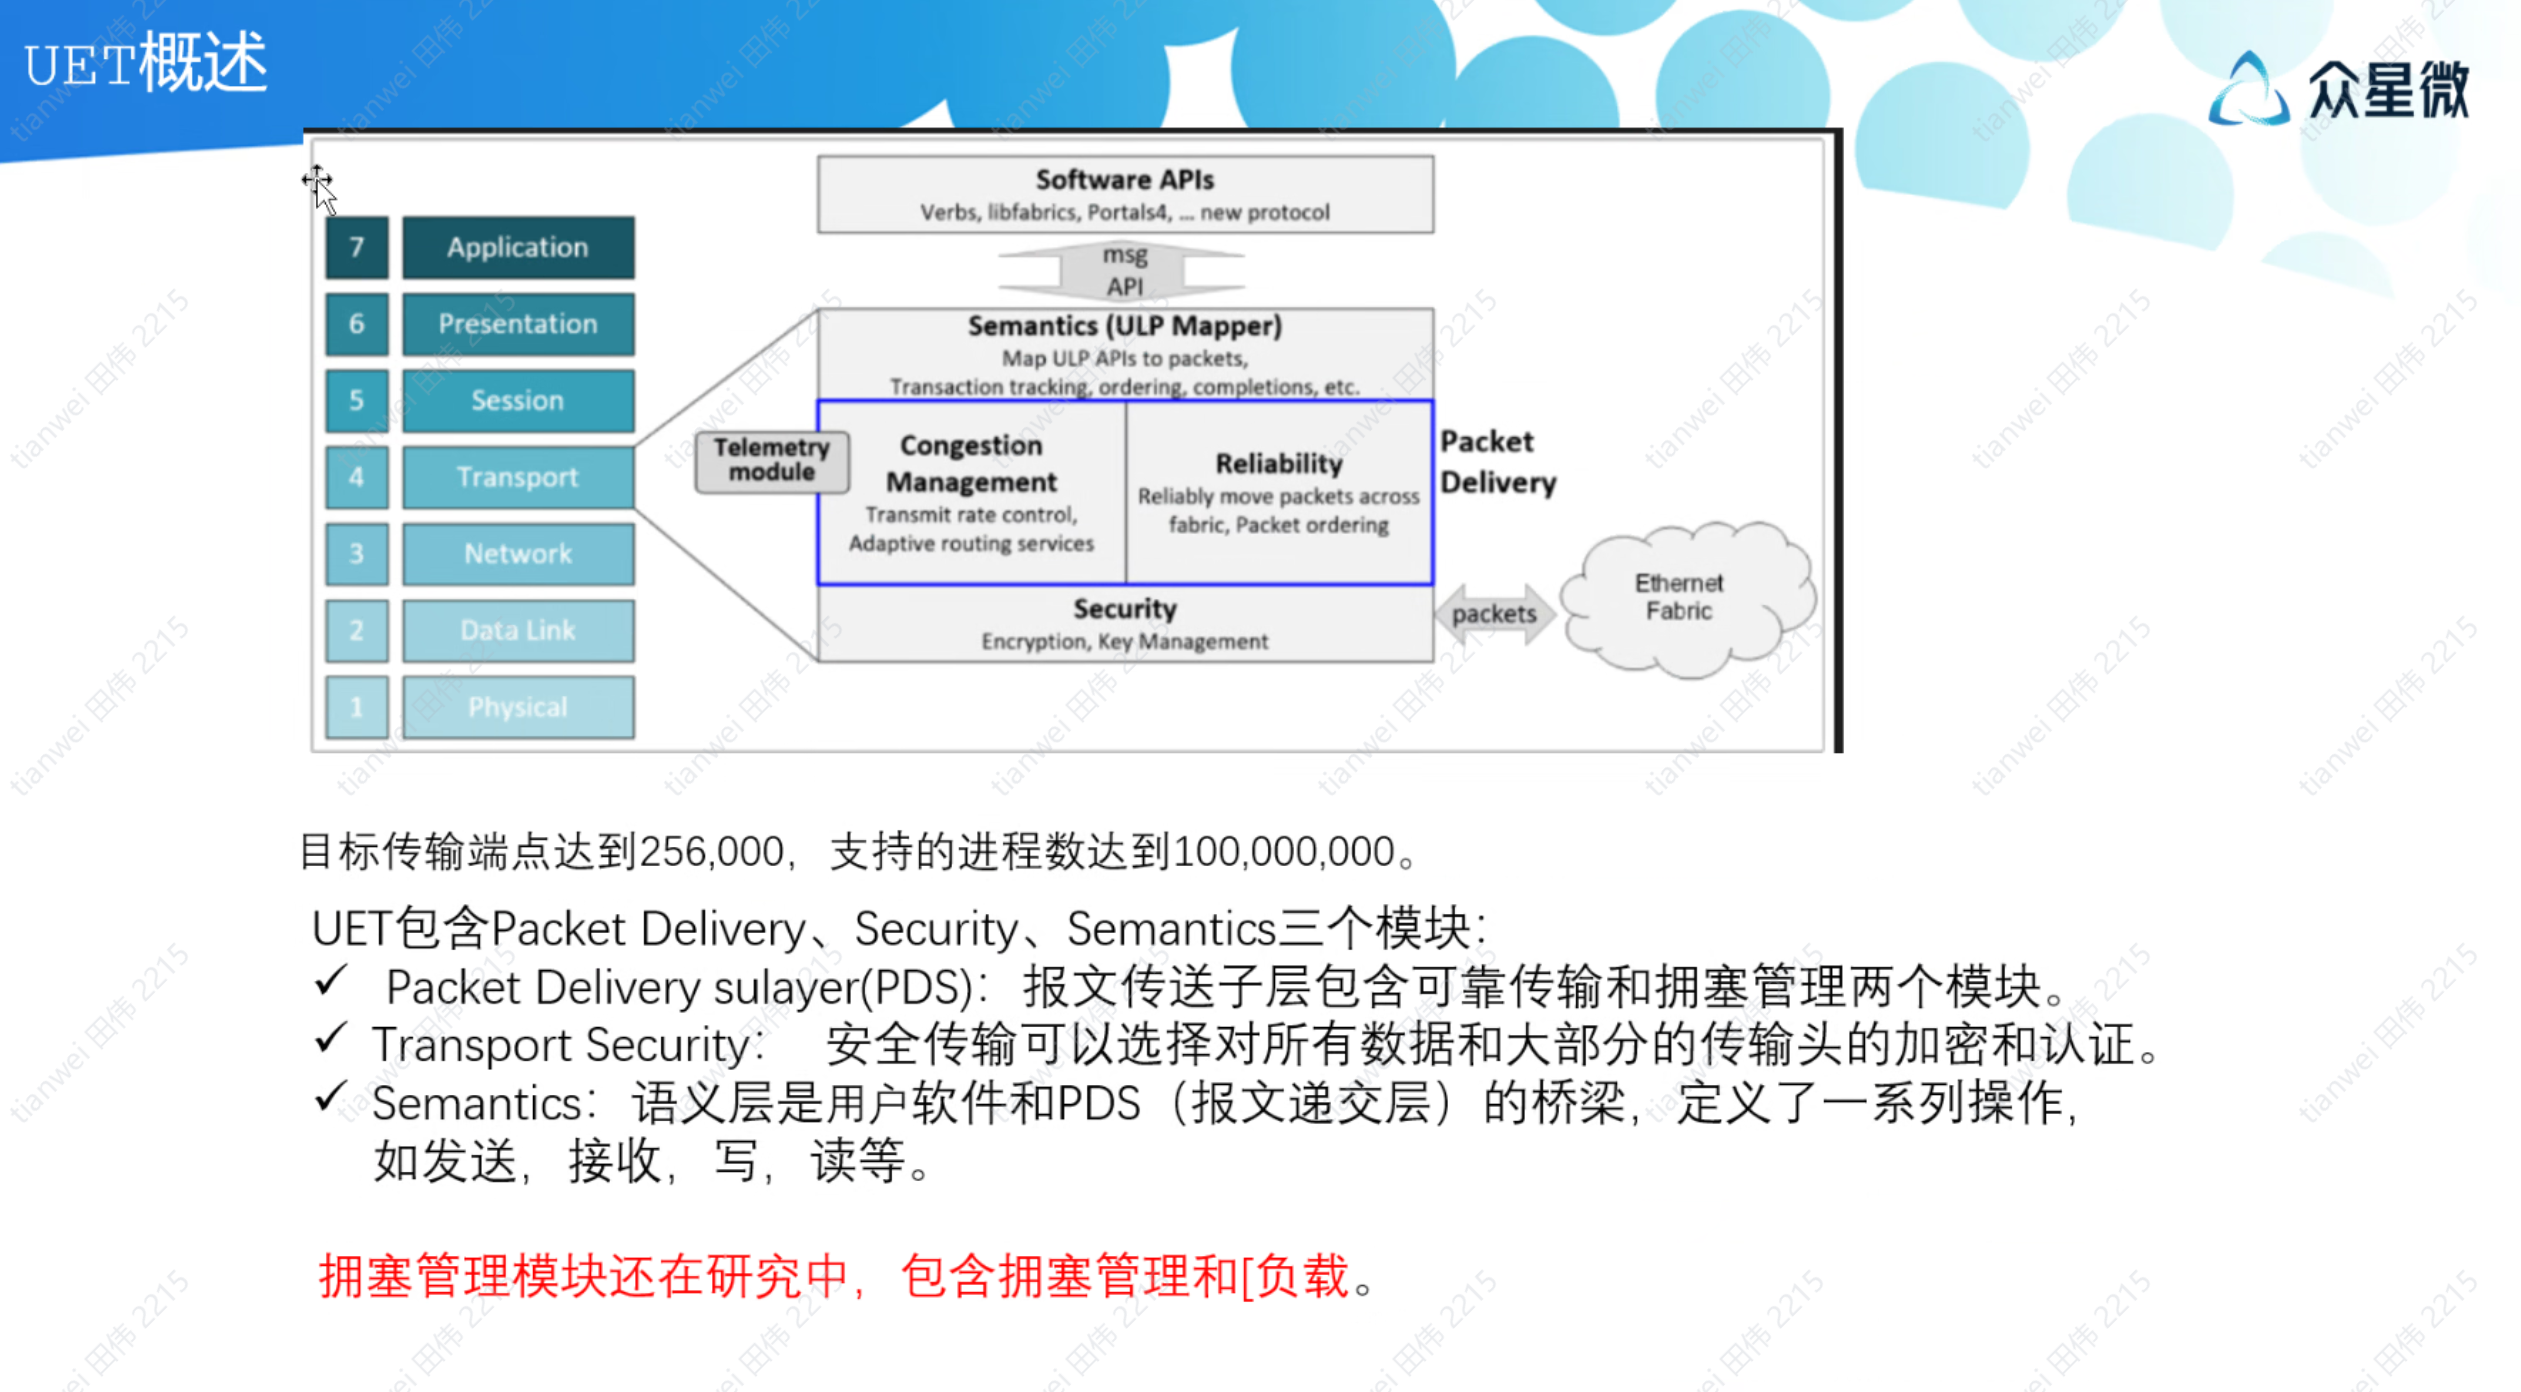 UET概述
众星微
Software APIs
Verbs, libfabrics, Portals4, ... new protocol
msg
API
7 Application
6 Presentation
5 Session
4 Transport
3 Network
2 Data Link
1 Physical
Semantics (ULP Mapper)
Map ULP APIs to packets,
Transaction tracking, ordering, completions, etc.
Telemetry
module
Congestion
Management
Transmit rate control,
Adaptive routing services
Reliability
Reliably move packets across
fabric, Packet ordering
Packet
Delivery
Security
Encryption, Key Management
packets
Ethernet
Fabric
目标传输端点达到256,000，支持的进程数达到100,000,000。
UET包含Packet Delivery、Security、Semantics三个模块：
✓ Packet Delivery sulayer(PDS)：报文传送子层包含可靠传输和拥塞管理两个模块。
✓ Transport Security： 安全传输可以选择对所有数据和大部分的传输头的加密和认证。
✓ Semantics：语义层是用户软件和PDS（报文递交层）的桥梁，定义了一系列操作，
如发送，接收，写，读等。
拥塞管理模块还在研究中，包含拥塞管理和[负载。
tianwei 田伟 2215